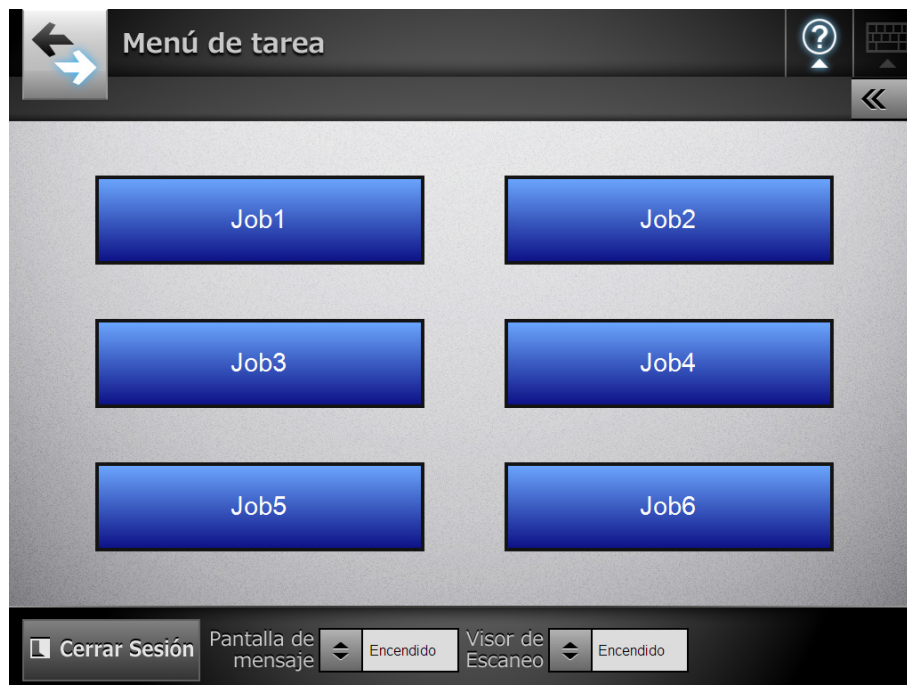 Menú de tarea
?
Job1
Job2
Job3
Job4
Job5
Job6
Cerrar Sesión
Pantalla de
mensaje
Encendido
Visor de
Escaneo
Encendido